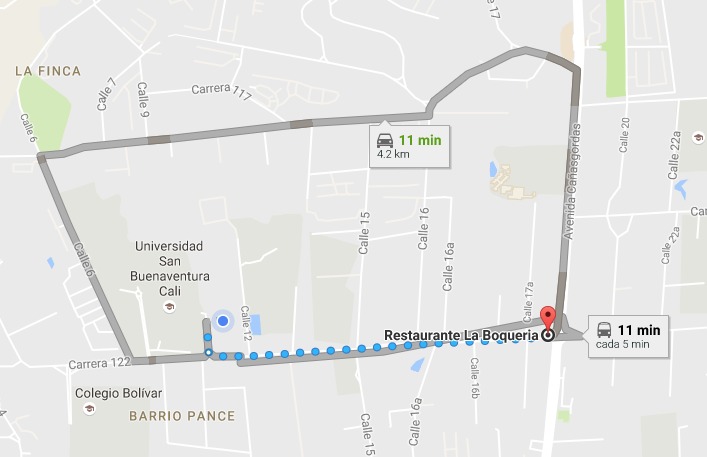 Calle 17
LA FINCA
Calle 7
Calle 9
Carrera 117
Calle 6
11 min
4.2 km
Calle 20
Calle 22a
Avenida Cañasgordas
Car
Calle 15
Calle 16
Calle 16a
Calle 22a
Universidad
San
Buenaventura
Cali
Calle 6
Calle 12
Calle 17a
Restaurante La Boqueria
11 min
cada 5 min
Carrera 122
Colegio Bolívar
BARRIO PANCE
Calle 16a
Calle 16b
Calle 15